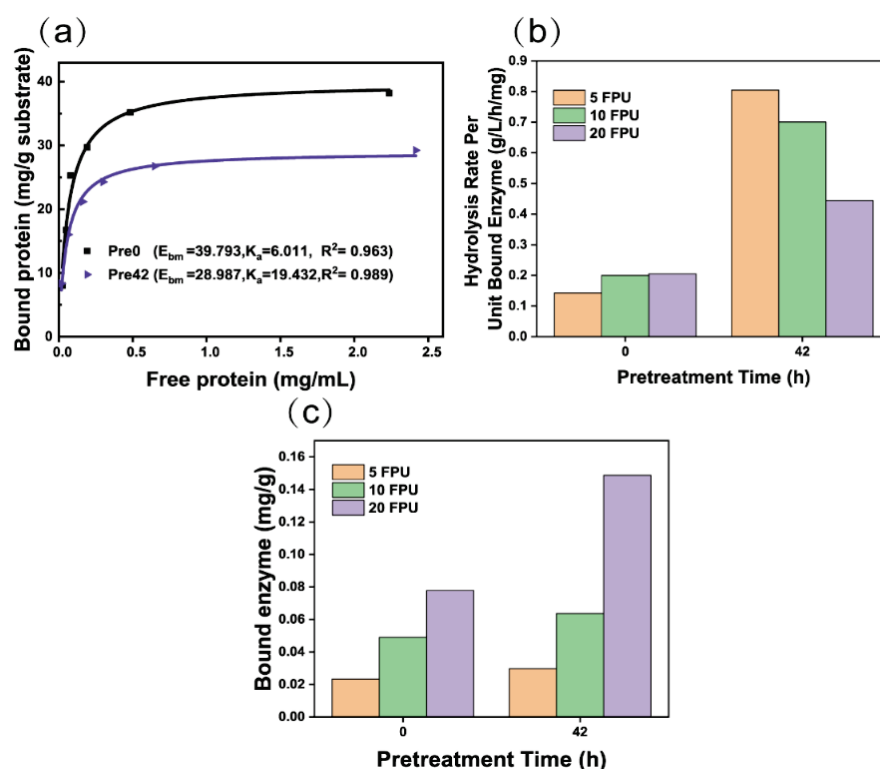 (a)
Bound protein (mg/g substrate)
40
30
20
10
0
Pre0 (Ebm=39.793,Ka=6.011, R2= 0.963)
Pre42 (Ebm=28.987,Ka=19.432,R2= 0.989)
0.0 0.5 1.0 1.5 2.0 2.5
Free protein (mg/mL)
(b)
Hydrolysis Rate Per
Unit Bound Enzyme (g/L/h/mg)
0.9
0.8
0.7
0.6
0.5
0.4
0.3
0.2
0.1
0.0
5 FPU
10 FPU
20 FPU
0 42
Pretreatment Time (h)
(c)
Bound enzyme (mg/g)
0.16
0.14
0.12
0.10
0.08
0.06
0.04
0.02
0.00
5 FPU
10 FPU
20 FPU
0 42
Pretreatment Time (h)